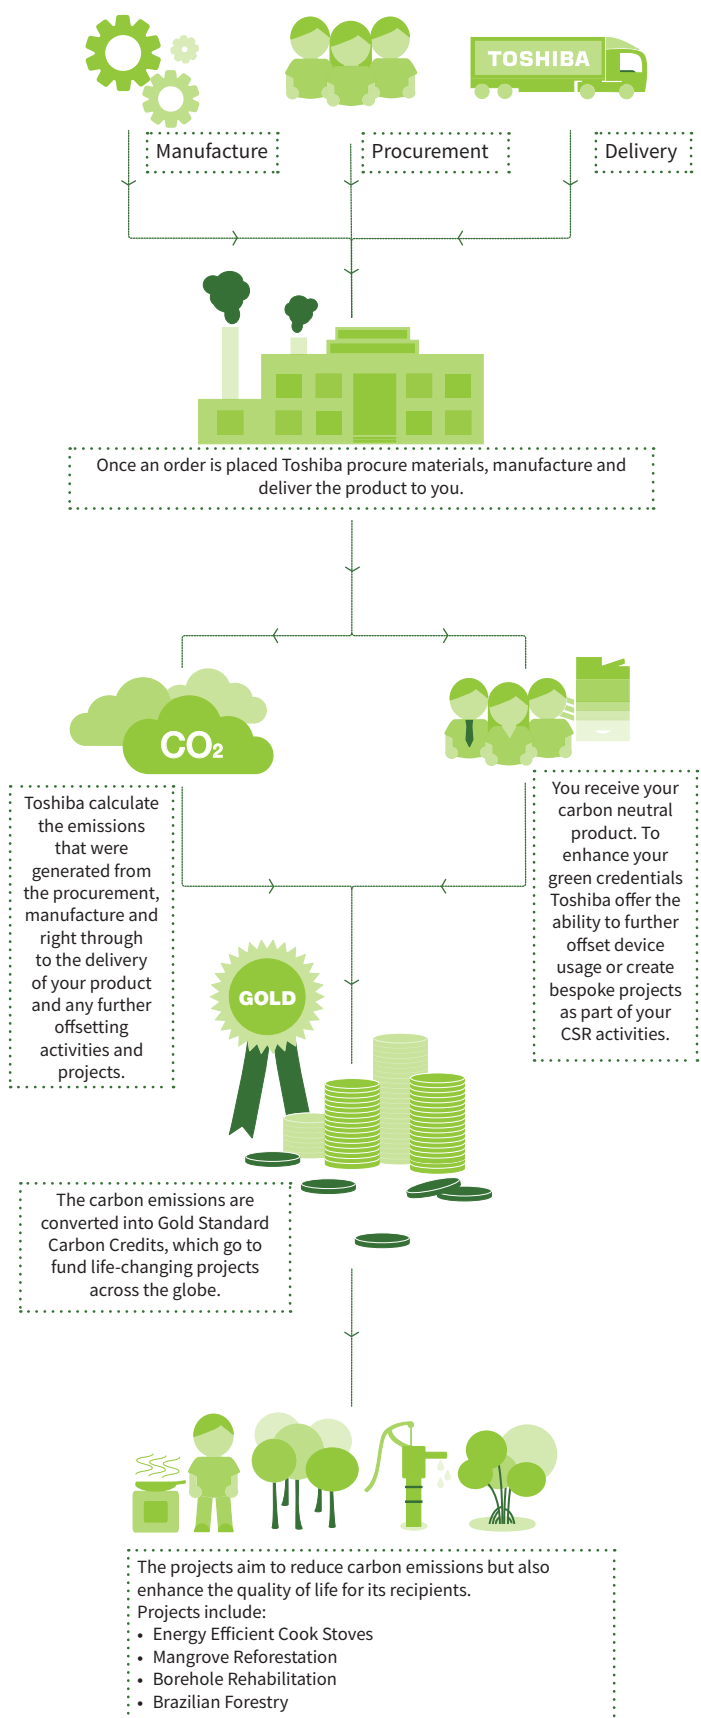 TOSHIBA
Manufacture
Procurement
Delivery
Once an order is placed Toshiba procure materials, manufacture and
deliver the product to you.
CO2
Toshiba calculate
the emissions
that were
generated from
the procurement,
manufacture and
right through
to the delivery
of your product
and any further
offsetting
activities and
projects.
You receive your
carbon neutral
product. To
enhance your
green credentials
Toshiba offer the
ability to further
offset device
usage or create
bespoke projects
as part of your
CSR activities.
GOLD
The carbon emissions are
converted into Gold Standard
Carbon Credits, which go to
fund life-changing projects
across the globe.
The projects aim to reduce carbon emissions but also
enhance the quality of life for its recipients.
Projects include:
• Energy Efficient Cook Stoves
• Mangrove Reforestation
• Borehole Rehabilitation
• Brazilian Forestry